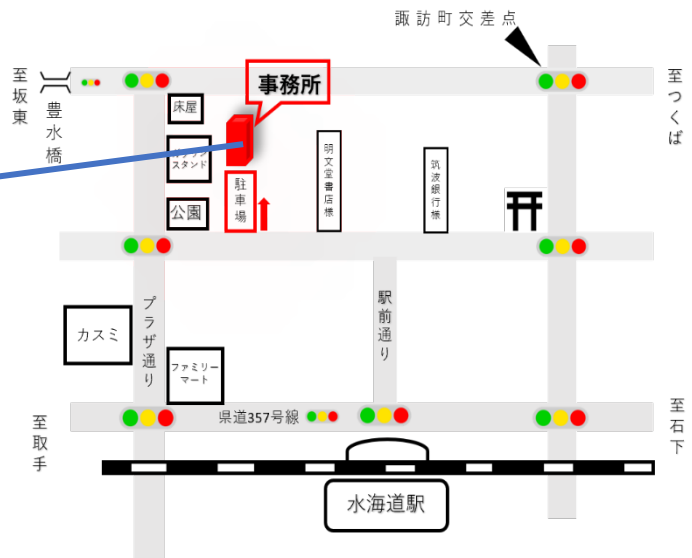 諏訪町交差点
至坂東
豊水橋
事務所
至つくば
床屋
スタンド
明文堂書店様
筑波銀行様
駐車場
公園
プラザ通り
駅前通り
カスミ
ファミリー
マート
県道357号線
至取手
至石下
水海道駅